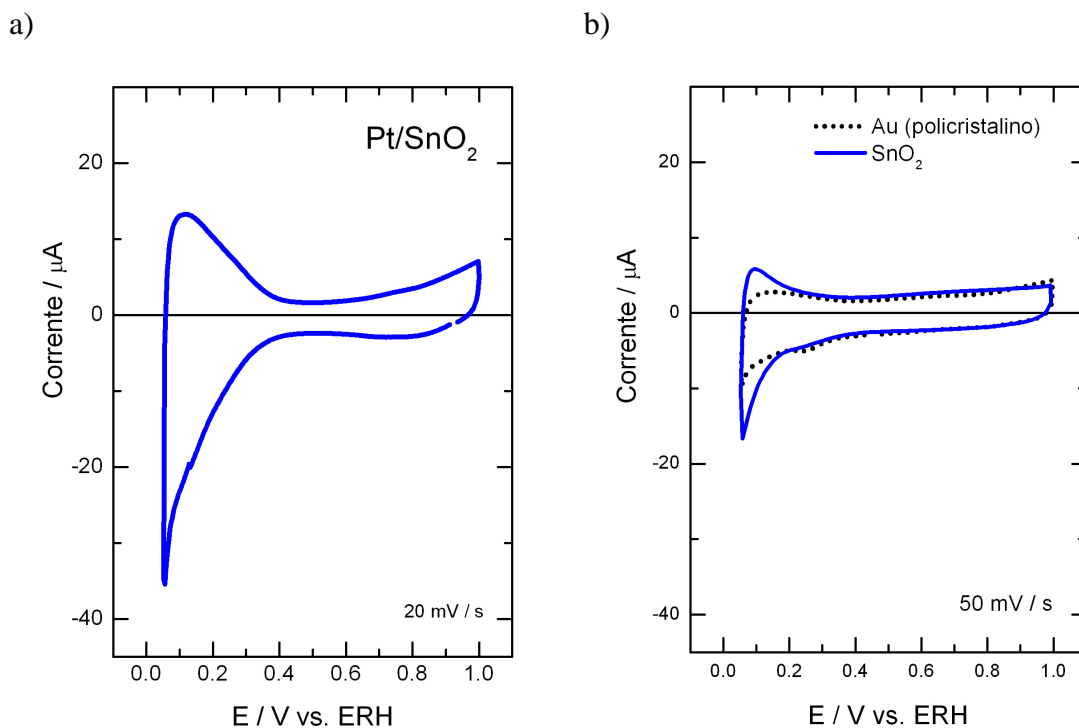 a)
b)
Pt/SnO₂
20
0
-20
-40
Corrente / μA
0.0 0.2 0.4 0.6 0.8 1.0
E / V vs. ERH
20 mV / s
Au (policristalino)
SnO₂
20
0
-20
-40
Corrente / μA
0.0 0.2 0.4 0.6 0.8 1.0
E / V vs. ERH
50 mV / s